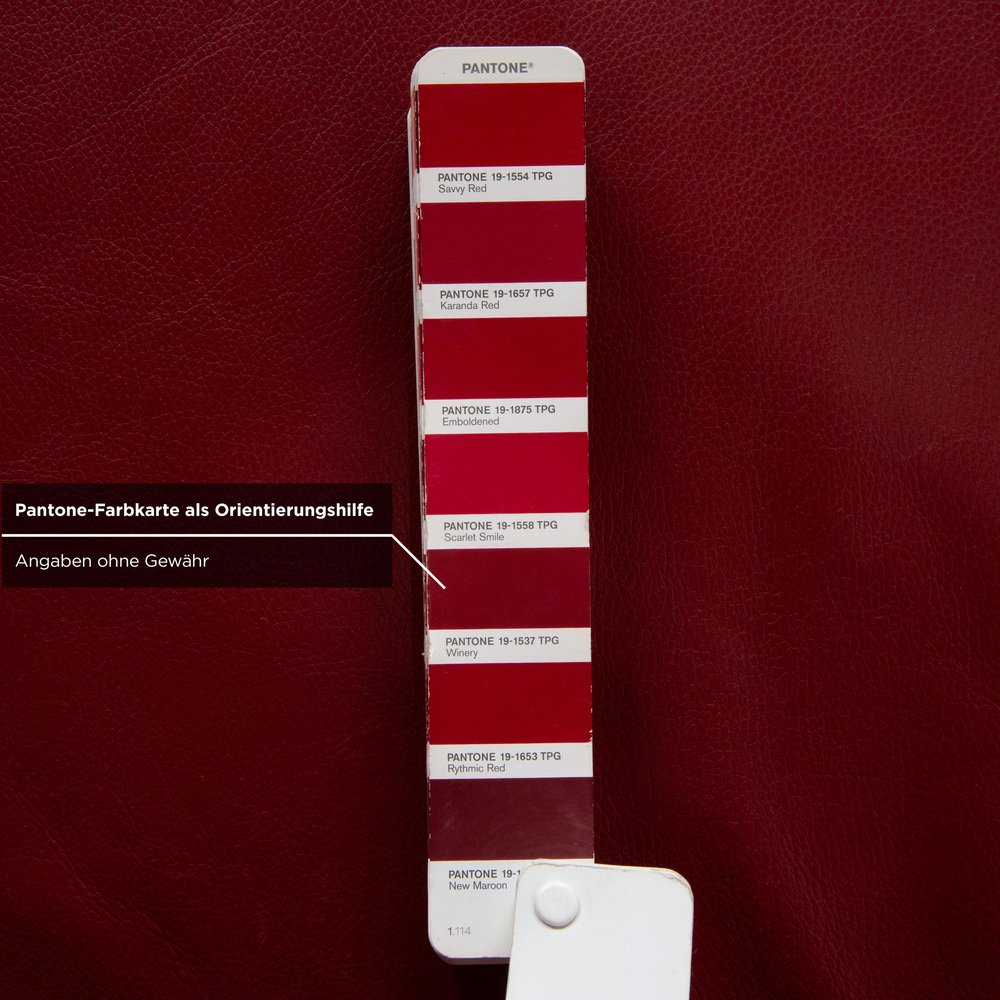 PANTONE®
PANTONE 19-1554 TPG
Savvy Red
PANTONE 19-1657 TPG
Karanda Red
PANTONE 19-1875 TPG
Emboldened
PANTONE 19-1558 TPG
Scarlet Smile
Pantone-Farbkarte als Orientierungshilfe
Angaben ohne Gewähr
PANTONE 19-1537 TPG
Winery
PANTONE 19-1653 TPG
Rythmic Red
PANTONE 19-
New Maroon
1.114